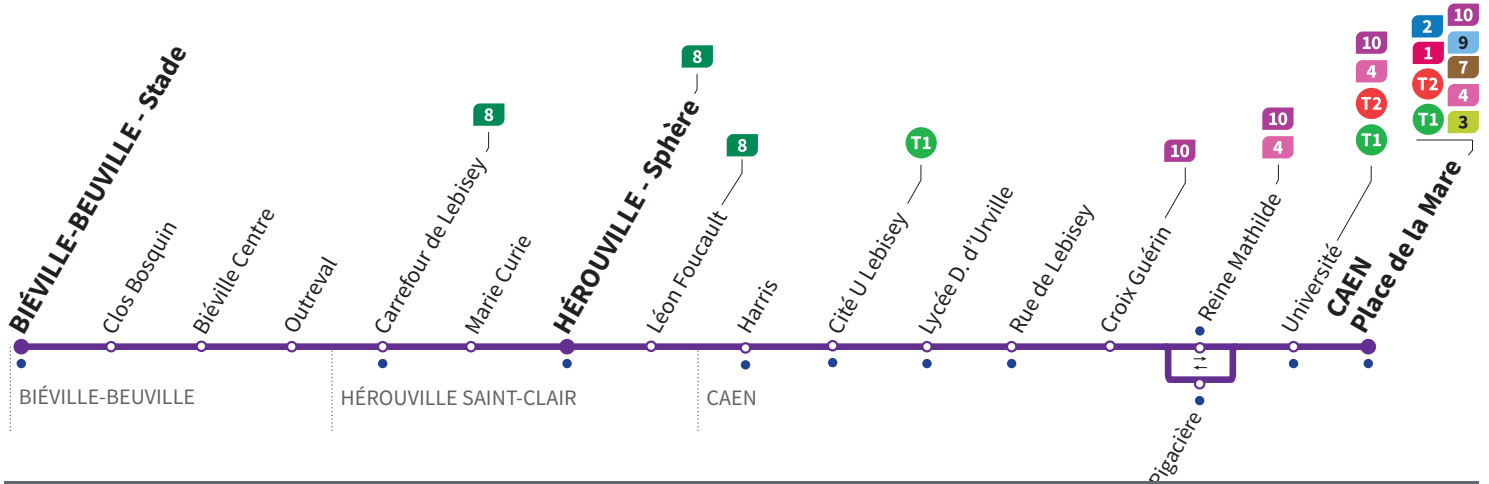 BIÉVILLE-BEUVILLE - Stade
Clos Bosquin
Biéville Centre
Outreval
Carrefour de Lebisey
8
Marie Curie
HÉROUVILLE - Sphère
8
Léon Foucault
8
Harris
Cité U Lebisey
T1
Lycée D. d'Urville
Rue de Lebisey
Croix Guérin
10
Reine Mathilde
10
4
Pigacière
Université
10
4
T2
T1
CAEN
Place de la Mare
2
1
T2
T1
10
9
7
4
3
BIÉVILLE-BEUVILLE
HÉROUVILLE SAINT-CLAIR
CAEN